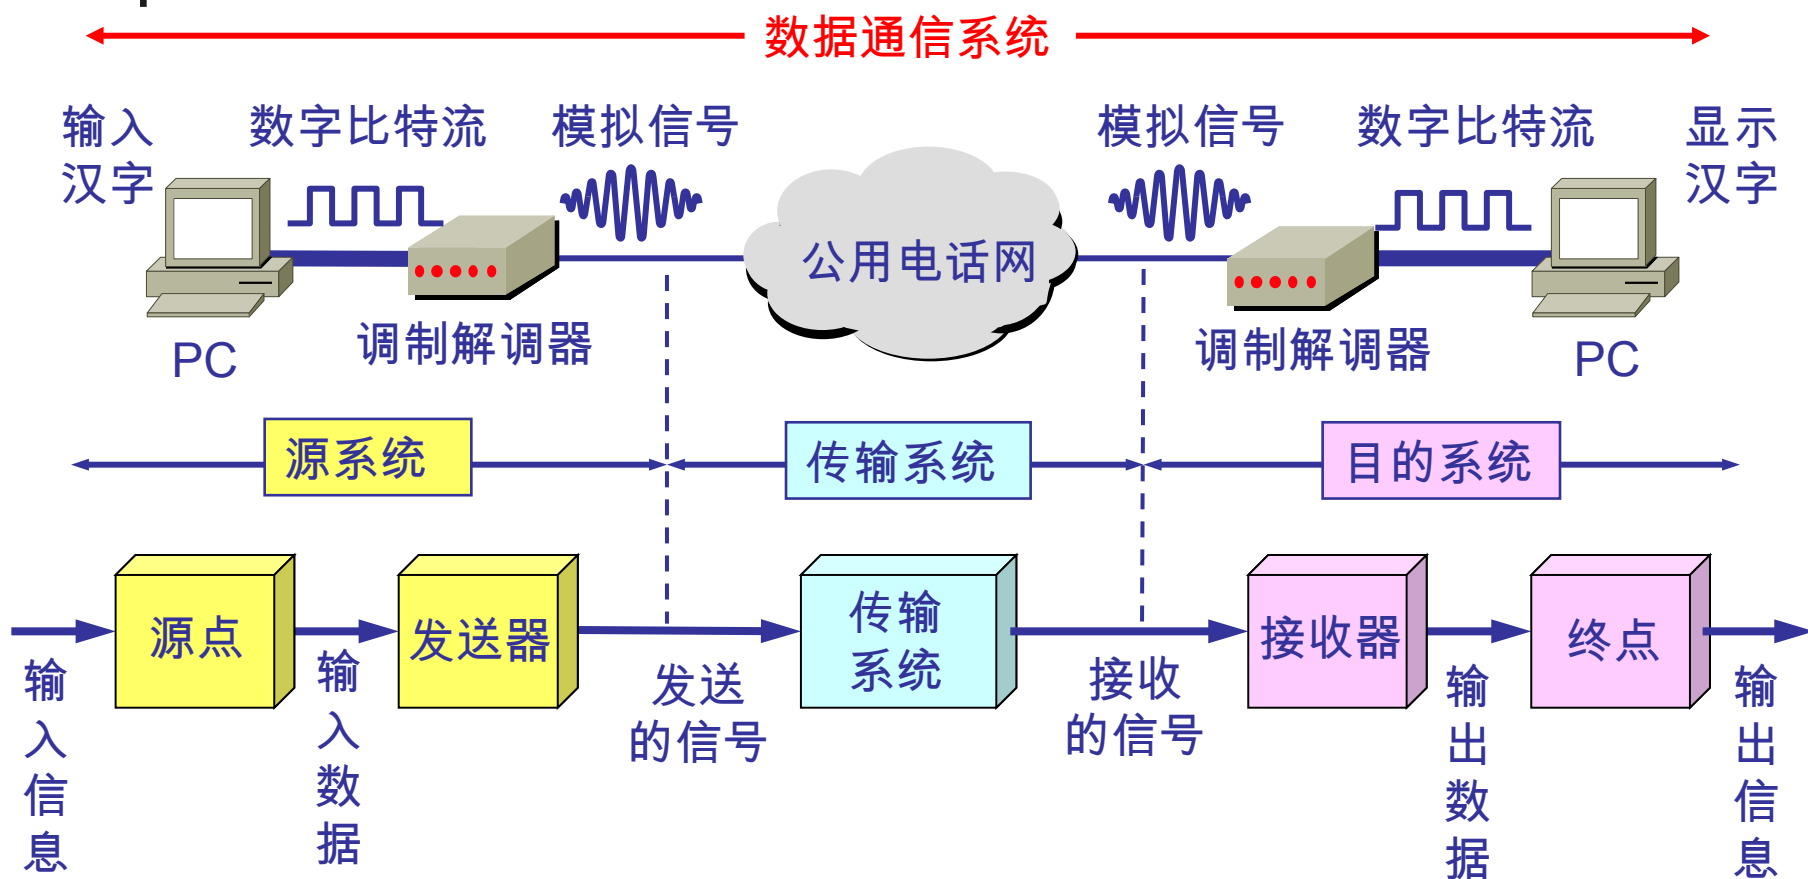 数据通信系统
输入
汉字
数字比特流
模拟信号
模拟信号
数字比特流
显示
汉字
公用电话网
PC
调制解调器
调制解调器
PC
源系统
传输系统
目的系统
源点
发送器
传输
系统
接收器
终点
输
入
信
息
输
入
数
据
发送
的信号
接收
的信号
输
出
数
据
输
出
信
息